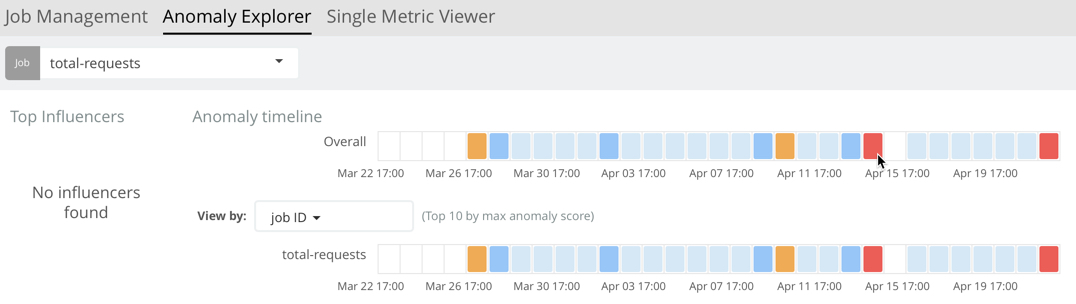 Job Management Anomaly Explorer Single Metric Viewer
Job total-requests
Top Influencers
No influencers
found
Anomaly timeline
Overall
Mar 22 17:00 Mar 26 17:00 Mar 30 17:00 Apr 03 17:00 Apr 07 17:00 Apr 11 17:00 Apr 15 17:00 Apr 19 17:00
View by: job ID (Top 10 by max anomaly score)
total-requests
Mar 22 17:00 Mar 26 17:00 Mar 30 17:00 Apr 03 17:00 Apr 07 17:00 Apr 11 17:00 Apr 15 17:00 Apr 19 17:00